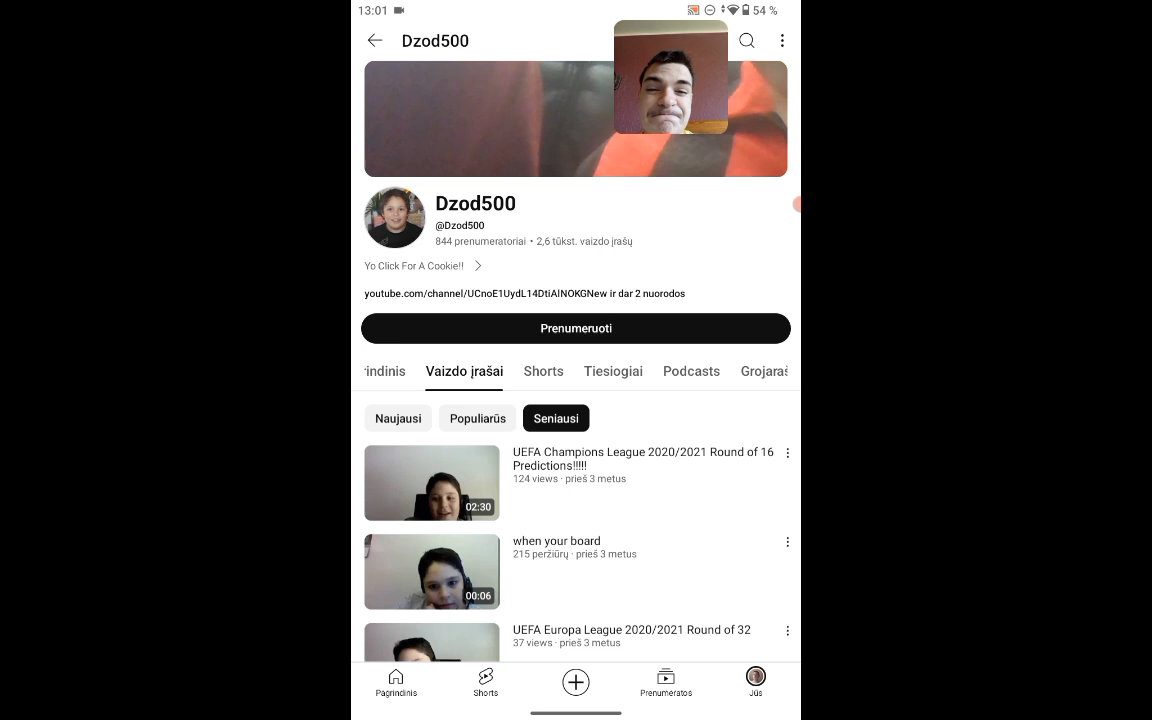 13:01
54 %
Dzod500
Dzod500
@Dzod500
844 prenumeratoriai • 2,6 tūkst. vaizdo įrašų
Yo Click For A Cookie!!
youtube.com/channel/UCnoE1UydL14DtiAlNOKGNew ir dar 2 nuorodos
Prenumeruoti
rindinis Vaizdo įrašai Shorts Tiesiogiai Podcasts Grojaraš
Naujausi Populiarūs Seniausi
UEFA Champions League 2020/2021 Round of 16
Predictions!!!!!
124 views · prieš 3 metus
02:30
when your board
215 peržiūrų · prieš 3 metus
00:06
UEFA Europa League 2020/2021 Round of 32
37 views · prieš 3 metus
Pagrindinis Shorts Prenumeratos Jūs